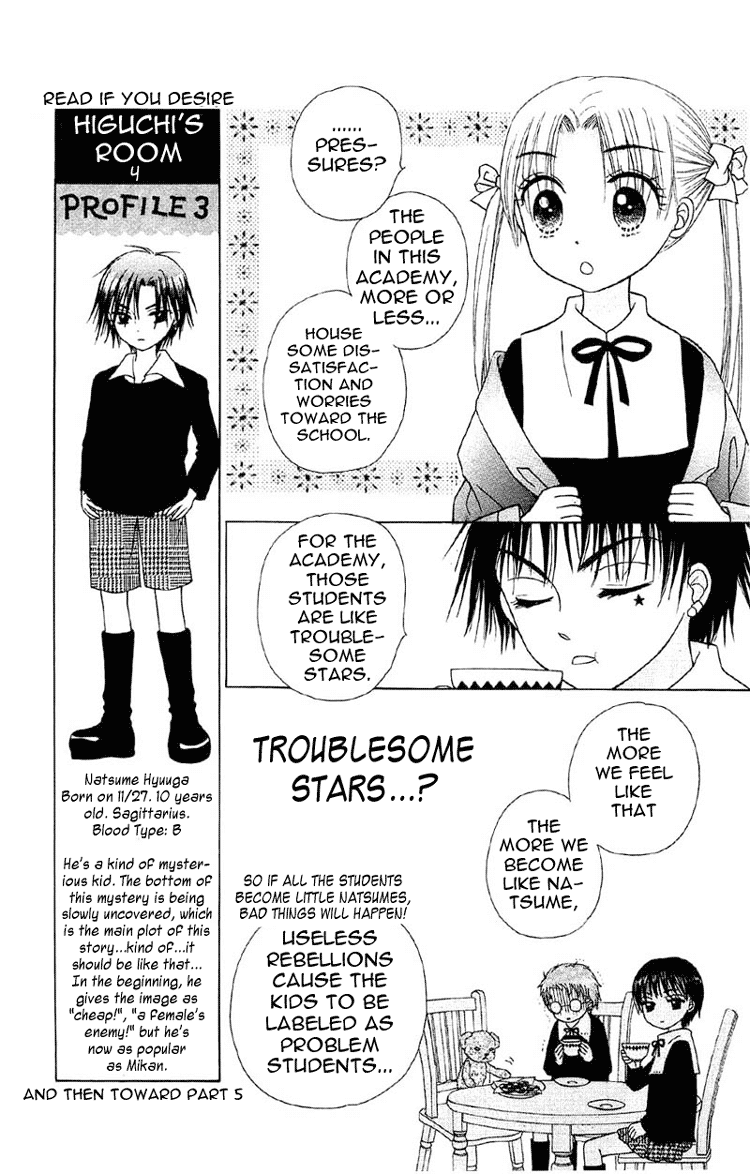 READ IF YOU DESIRE
HIGUCHI'S
ROOM
4
PROFILE 3
Natsume Hyuuga
Born on 11/27. 10 years
old. Sagittarius.
Blood Type: B
He's a kind of myster-
ious kid. The bottom of
this mystery is being
slowly uncovered, which
is the main plot of this
story...kind of...it
should be like that...
In the beginning, he
gives the image as
"cheap!", "a female's
enemy!" but he's
now as popular
as Mikan.
AND THEN TOWARD PART 5
......
PRES-
SURES?
THE
PEOPLE
IN THIS
ACADEMY,
MORE OR
LESS...
HOUSE
SOME DIS-
SATISFAC-
TION AND
WORRIES
TOWARD THE
SCHOOL.
FOR THE
ACADEMY,
THOSE
STUDENTS
ARE LIKE
TROUBLE-
SOME
STARS.
TROUBLESOME
STARS...?
THE
MORE
WE FEEL
LIKE
THAT
THE
MORE WE
BECOME
LIKE NA-
TSUME,
SO IF ALL THE STUDENTS
BECOME LITTLE NATSUMES,
BAD THINGS WILL HAPPEN!
USELESS
REBELLIONS
CAUSE THE
KIDS TO BE
LABELED AS
PROBLEM
STUDENTS...